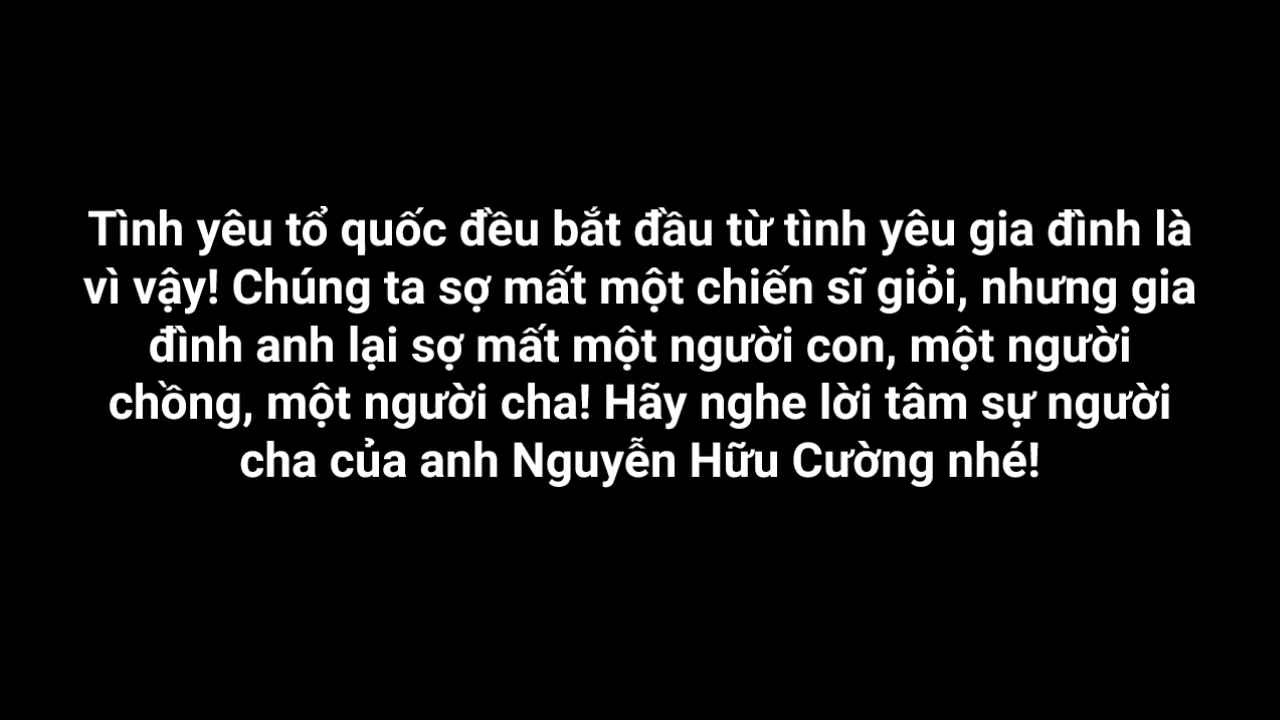 Tình yêu tổ quốc đều bắt đầu từ tình yêu gia đình là
vì vậy! Chúng ta sợ mất một chiến sĩ giỏi, nhưng gia
đình anh lại sợ mất một người con, một người
chồng, một người cha! Hãy nghe lời tâm sự người
cha của anh Nguyễn Hữu Cường nhé!